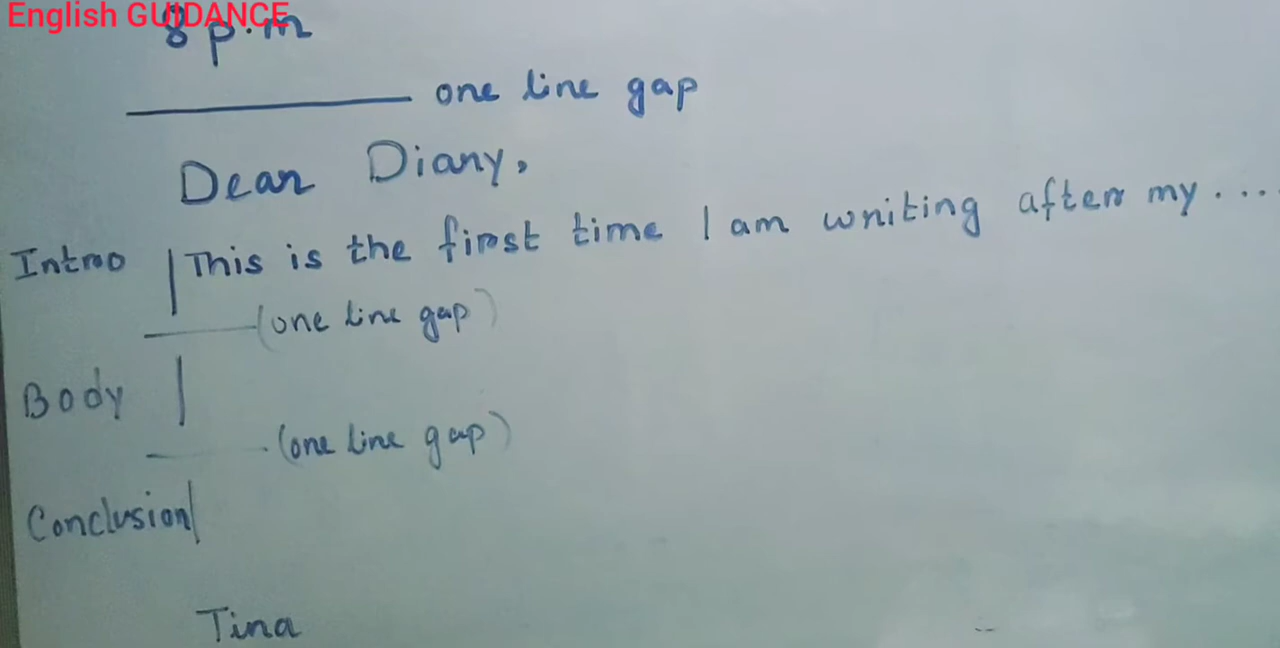 English GUIDANCE
8 p.m
one line gap
Dear Diary,
Intro This is the first time I am writing after my ....
(one line gap)
Body
(one line gap)
Conclusion
Tina